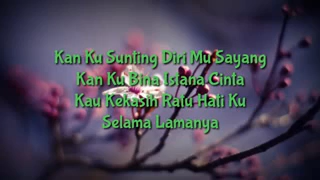 Kan Ku Sunting Diri Mu Sayang
Kan Ku Bina Istana Cinta
Kau Kekasih Ratu Hati Ku
Selama Lamanya